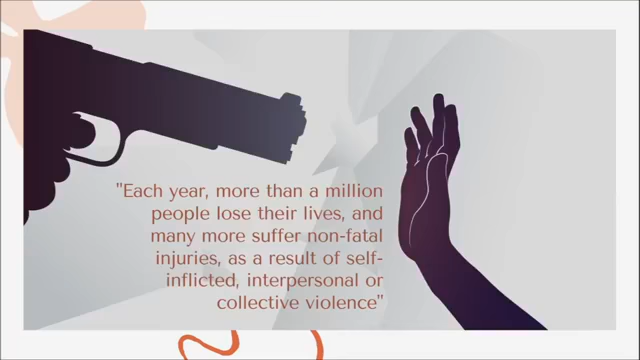 "Each year, more than a million
people lose their lives, and
many more suffer non-fatal
injuries, as a result of self-
inflicted, interpersonal or
collective violence"